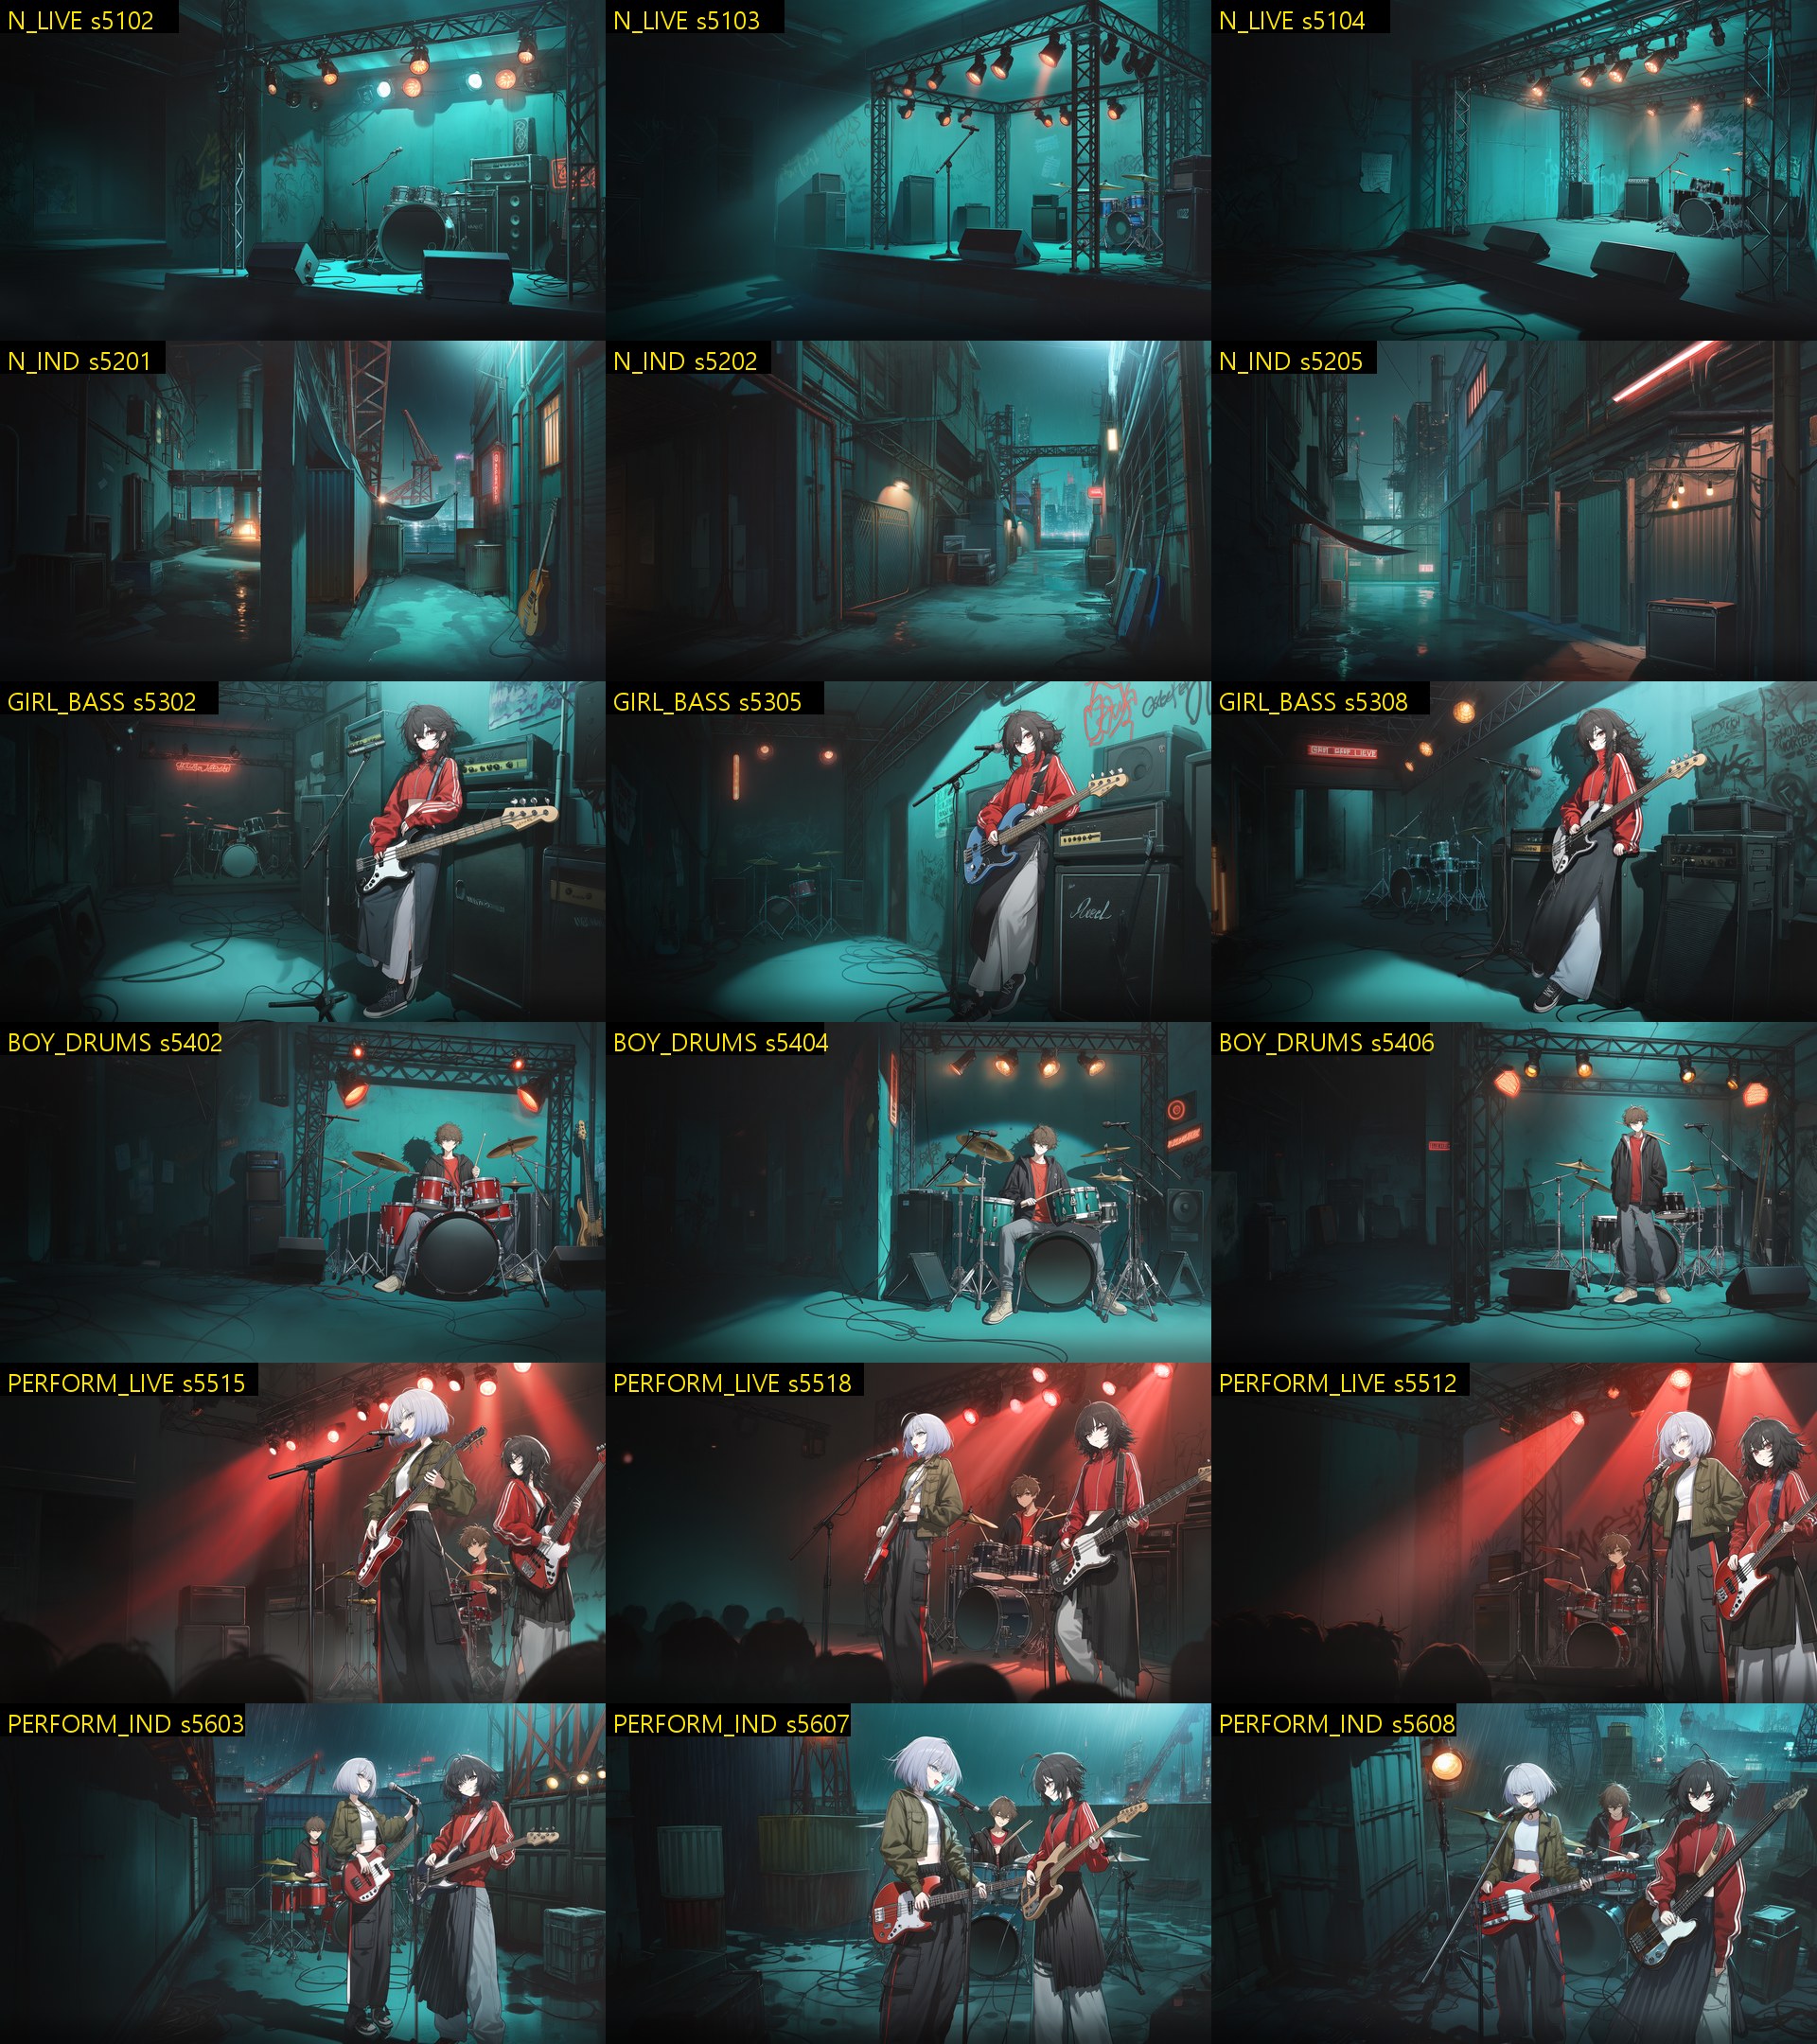 N_LIVE s5102
N_LIVE s5103
N_LIVE s5104
N_IND s5201
N_IND s5202
N_IND s5205
GIRL_BASS s5302
GIRL_BASS s5305
GIRL_BASS s5308
BOY_DRUMS s5402
BOY_DRUMS s5404
BOY_DRUMS s5406
PERFORM_LIVE s5515
PERFORM_LIVE s5518
PERFORM_LIVE s5512
PERFORM_IND s5603
PERFORM_IND s5607
PERFORM_IND s5608